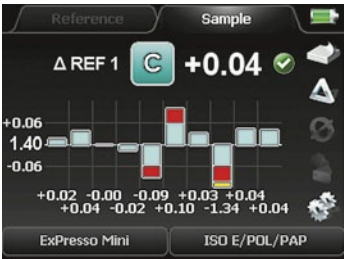 Reference Sample
Δ REF 1 C +0.04
+0.06
1.40
-0.06
+0.02 -0.00 -0.09 +0.03 +0.04
+0.04 -0.02 +0.10 -1.34 +0.04
ExPresso Mini ISO E/POL/PAP